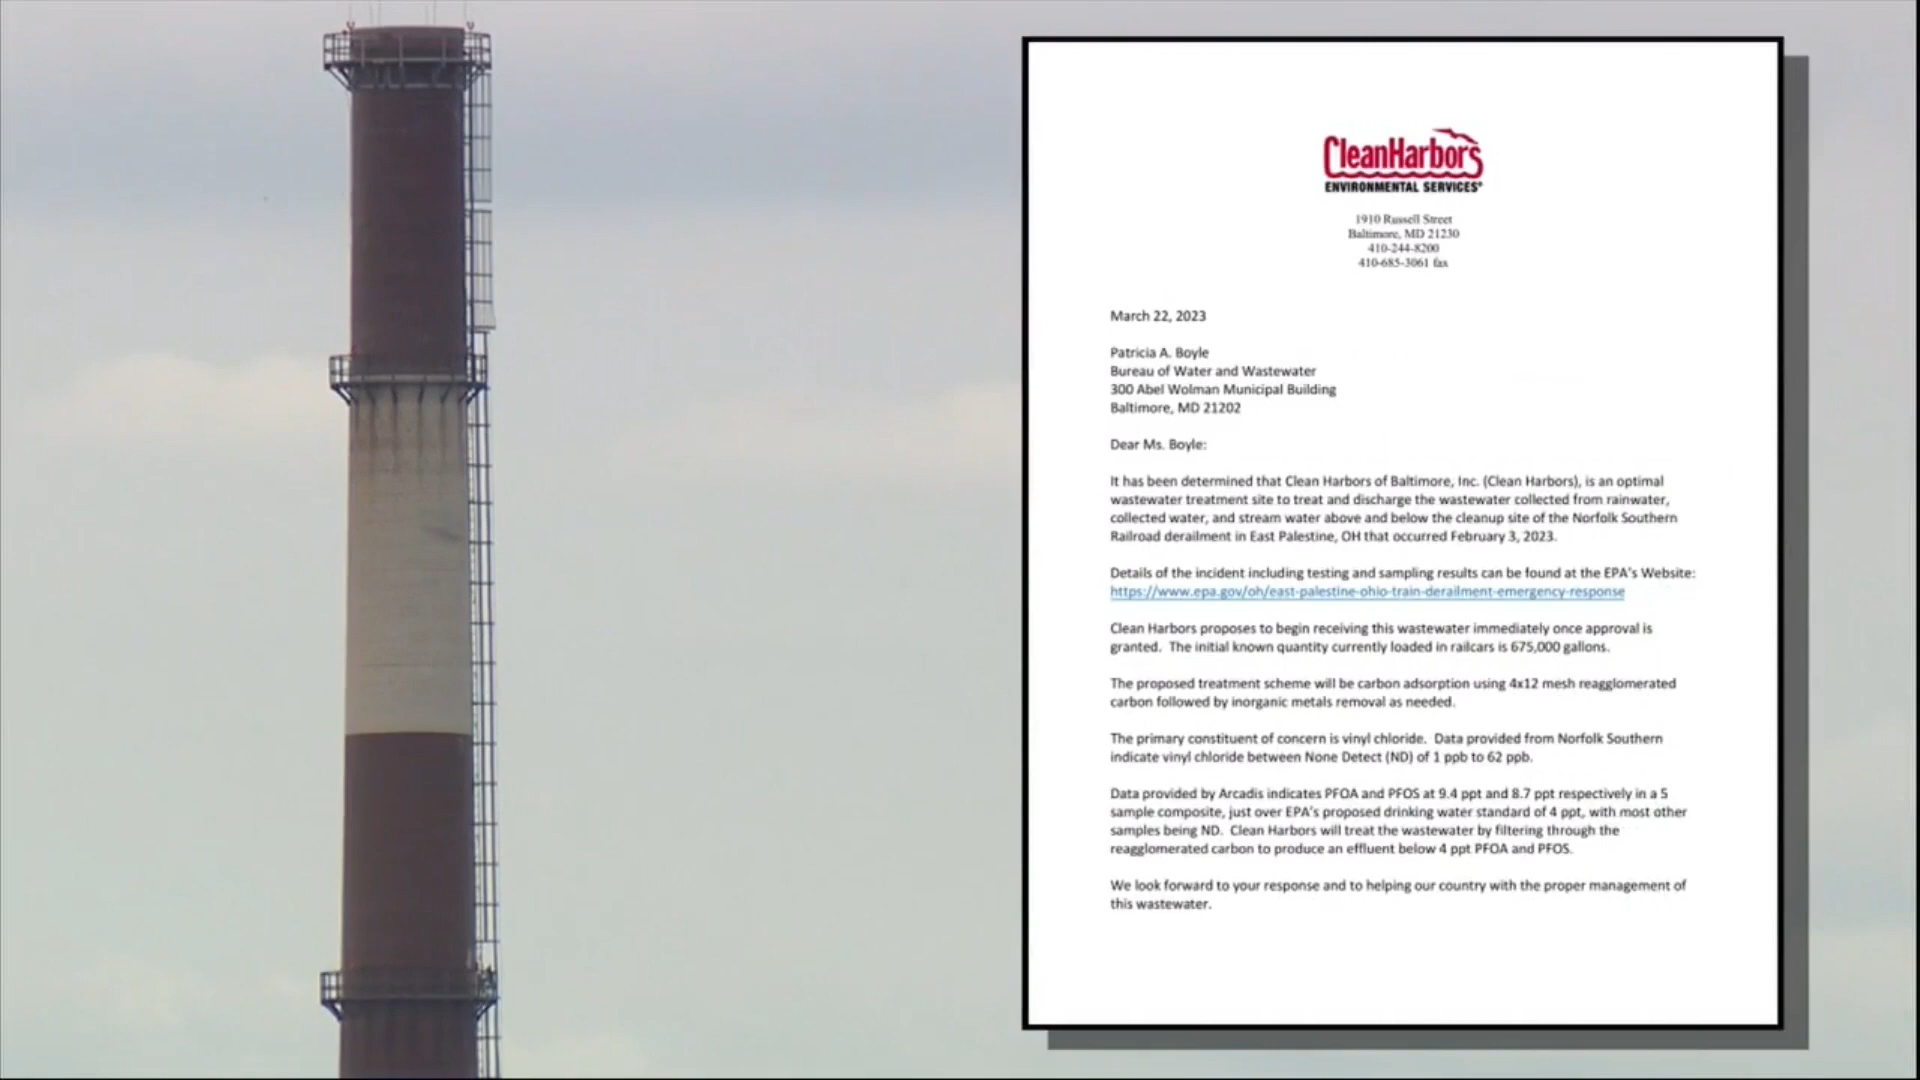 CleanHarbors
ENVIRONMENTAL SERVICES®
1910 Russell Street
Baltimore, MD 21230
410-244-8200
410-685-3061 fax
March 22, 2023
Patricia A. Boyle
Bureau of Water and Wastewater
300 Abel Wolman Municipal Building
Baltimore, MD 21202
Dear Ms. Boyle:
It has been determined that Clean Harbors of Baltimore, Inc. (Clean Harbors), is an optimal
wastewater treatment site to treat and discharge the wastewater collected from rainwater,
collected water, and stream water above and below the cleanup site of the Norfolk Southern
Railroad derailment in East Palestine, OH that occurred February 3, 2023.
Details of the incident including testing and sampling results can be found at the EPA's Website:
https://www.epa.gov/oh/east-palestine-ohio-train-derailment-emergency-response
Clean Harbors proposes to begin receiving this wastewater immediately once approval is
granted.  The initial known quantity currently loaded in railcars is 675,000 gallons.
The proposed treatment scheme will be carbon adsorption using 4x12 mesh reagglomerated
carbon followed by inorganic metals removal as needed.
The primary constituent of concern is vinyl chloride.  Data provided from Norfolk Southern
indicate vinyl chloride between None Detect (ND) of 1 ppb to 62 ppb.
Data provided by Arcadis indicates PFOA and PFOS at 9.4 ppt and 8.7 ppt respectively in a 5
sample composite, just over EPA's proposed drinking water standard of 4 ppt, with most other
samples being ND.  Clean Harbors will treat the wastewater by filtering through the
reagglomerated carbon to produce an effluent below 4 ppt PFOA and PFOS.
We look forward to your response and to helping our country with the proper management of
this wastewater.